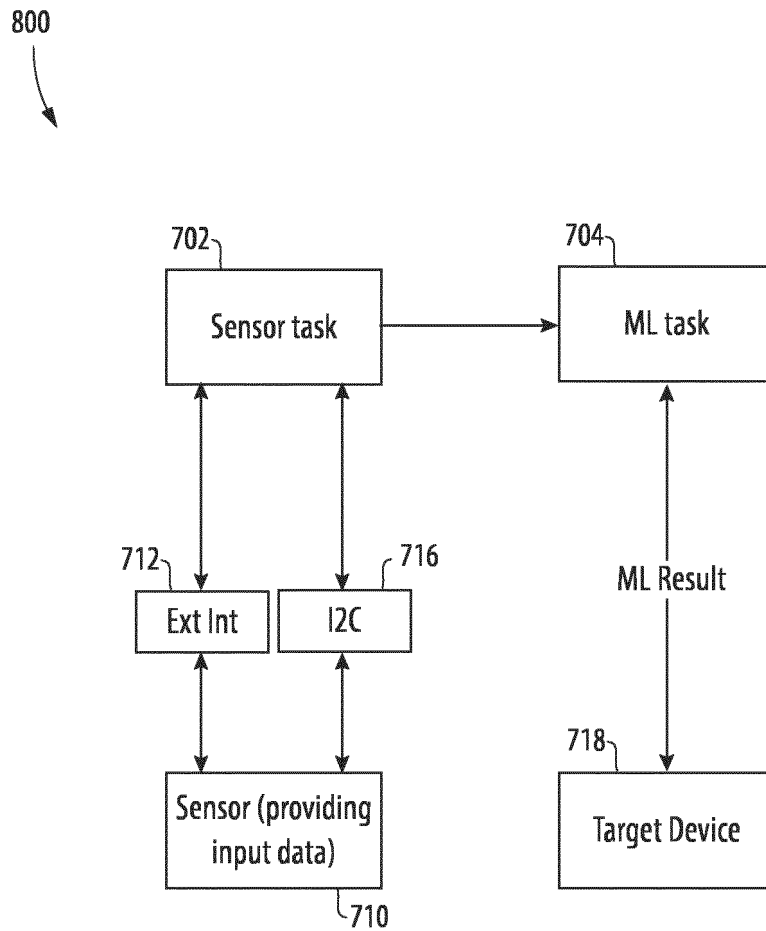 800
702
704
Sensor task
ML task
712
716
Ext Int
I2C
ML Result
718
Sensor (providing
input data)
Target Device
710